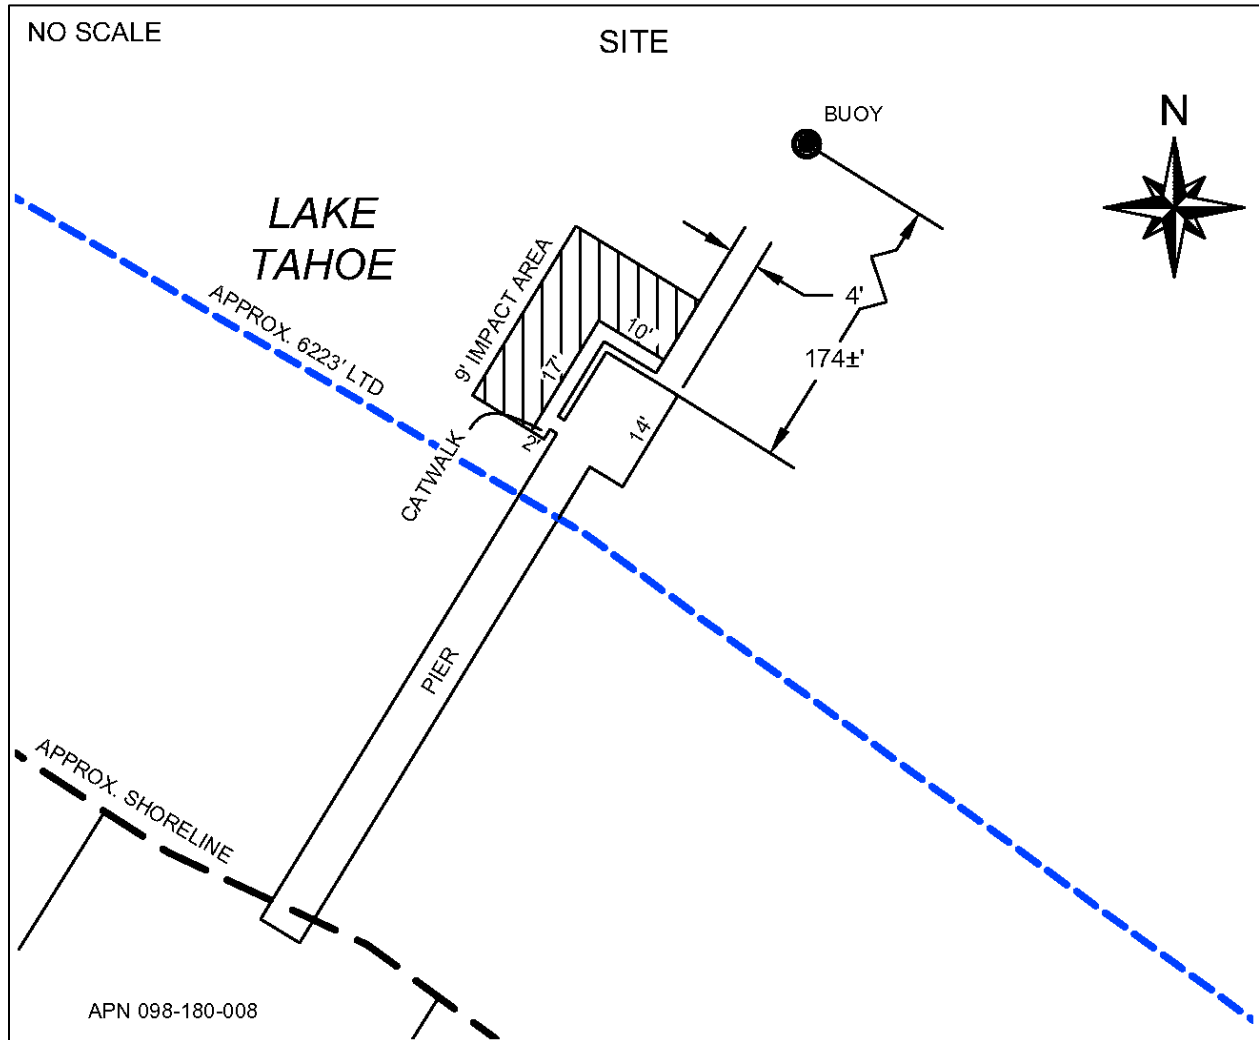 NO SCALE
SITE
BUOY
N
LAKE
TAHOE
9' IMPACT AREA
APPROX. 6223' LTD
10'
4'
17'
174±'
14'
2'
CATWALK
PIER
APPROX. SHORELINE
APN 098-180-008